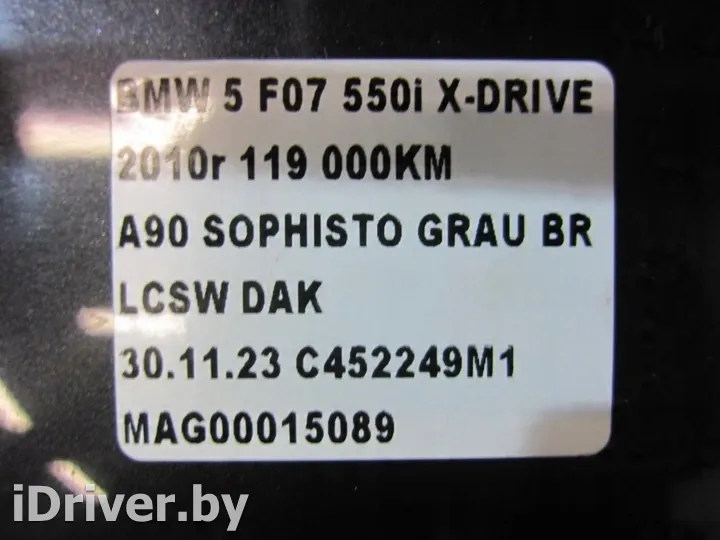 BMW 5 F07 550i X-DRIVE
2010r 119 000KM
A90 SOPHISTO GRAU BR
LCSW DAK
30.11.23 C452249M1
MAG00015089
iDriver.by